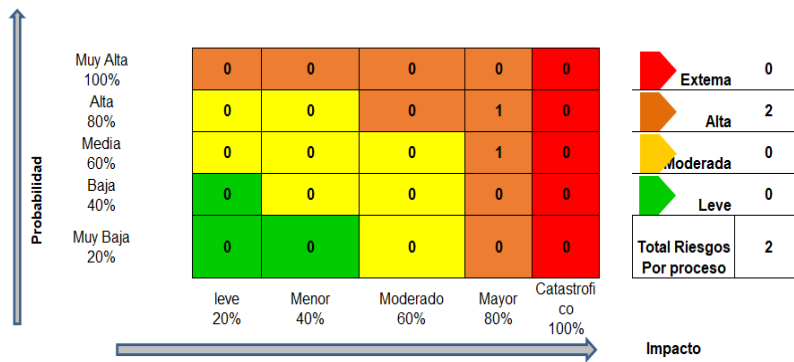 Probabilidad
Muy Alta
100%
0 0 0 0 0
Alta
80%
0 0 0 1 0
Media
60%
0 0 0 1 0
Baja
40%
0 0 0 0 0
Muy Baja
20%
0 0 0 0 0
leve
20%
Menor
40%
Moderado
60%
Mayor
80%
Catastrofi
co
100%
Impacto
Extema 0
Alta 2
Moderada 0
Leve 0
Total Riesgos
Por proceso 2